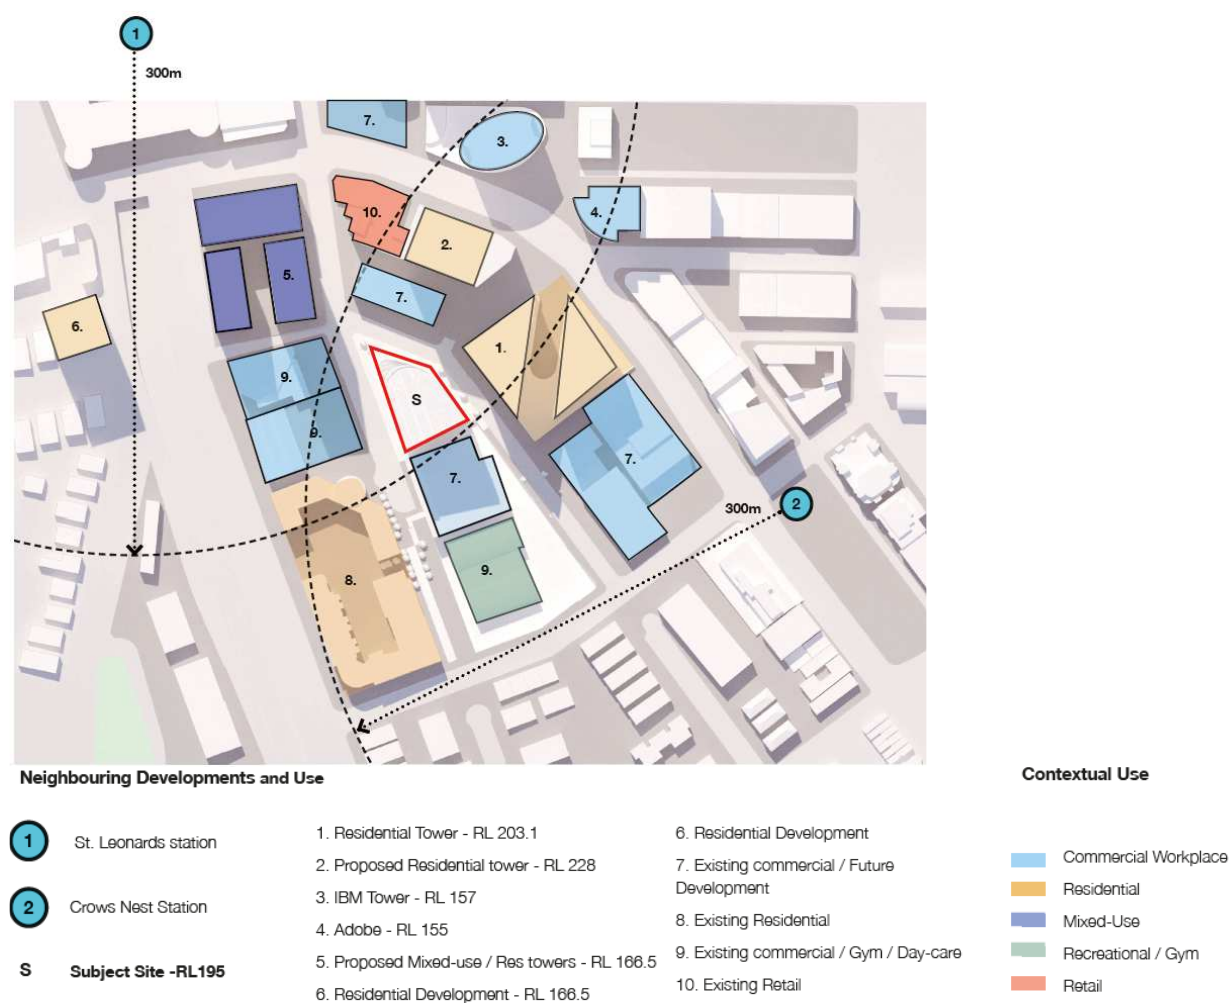 1
300m
7.
3.
10.
4.
2.
5.
7.
6.
1.
9.
S
9.
7.
7.
300m
2
9.
8.
Neighbouring Developments and Use
Contextual Use
1 St. Leonards station
2 Crows Nest Station
S Subject Site -RL195
1. Residential Tower - RL 203.1
2. Proposed Residential tower - RL 228
3. IBM Tower - RL 157
4. Adobe - RL 155
5. Proposed Mixed-use / Res towers - RL 166.5
6. Residential Development - RL 166.5
6. Residential Development
7. Existing commercial / Future
Development
8. Existing Residential
9. Existing commercial / Gym / Day-care
10. Existing Retail
Commercial Workplace
Residential
Mixed-Use
Recreational / Gym
Retail